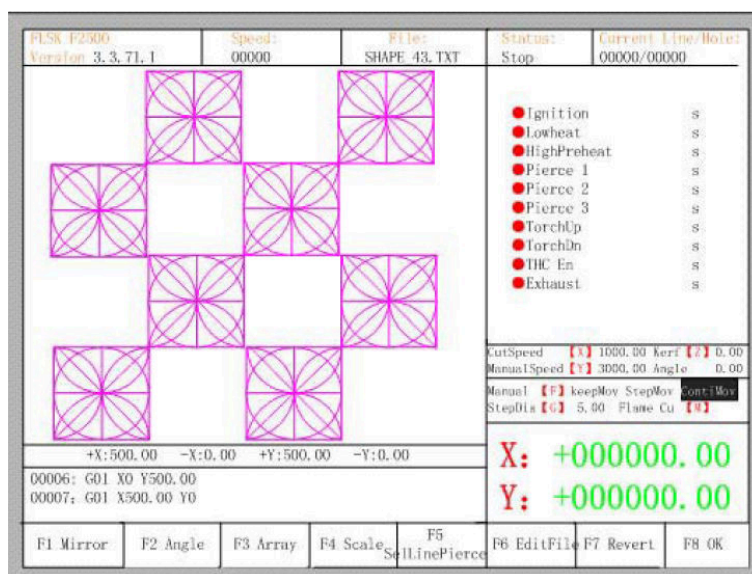 FLSK F2500 Speed: File: Status: Current Line/Hole:
Version 3.3.71.1 00000 SHAPE_43.TXT Stop 00000/00000
Ignition s
Lowheat s
HighPreheat s
Pierce 1 s
Pierce 2 s
Pierce 3 s
TorchUp s
TorchDn s
THC En s
Exhaust s
CutSpeed 【X】 1000.00 Kerf 【Z】 0.00
ManualSpeed 【Y】 3000.00 Angle 0.00
Manual 【F】 keepMov StepMov ContiMov
StepDis 【G】 5.00 Flame Cu 【M】
+X:500.00 -X:0.00 +Y:500.00 -Y:0.00
00006: G01 X0 Y500.00
00007: G01 X500.00 Y0
X: +000000.00
Y: +000000.00
F1 Mirror F2 Angle F3 Array F4 Scale F5 SelLinePierce F6 EditFile F7 Revert F8 OK